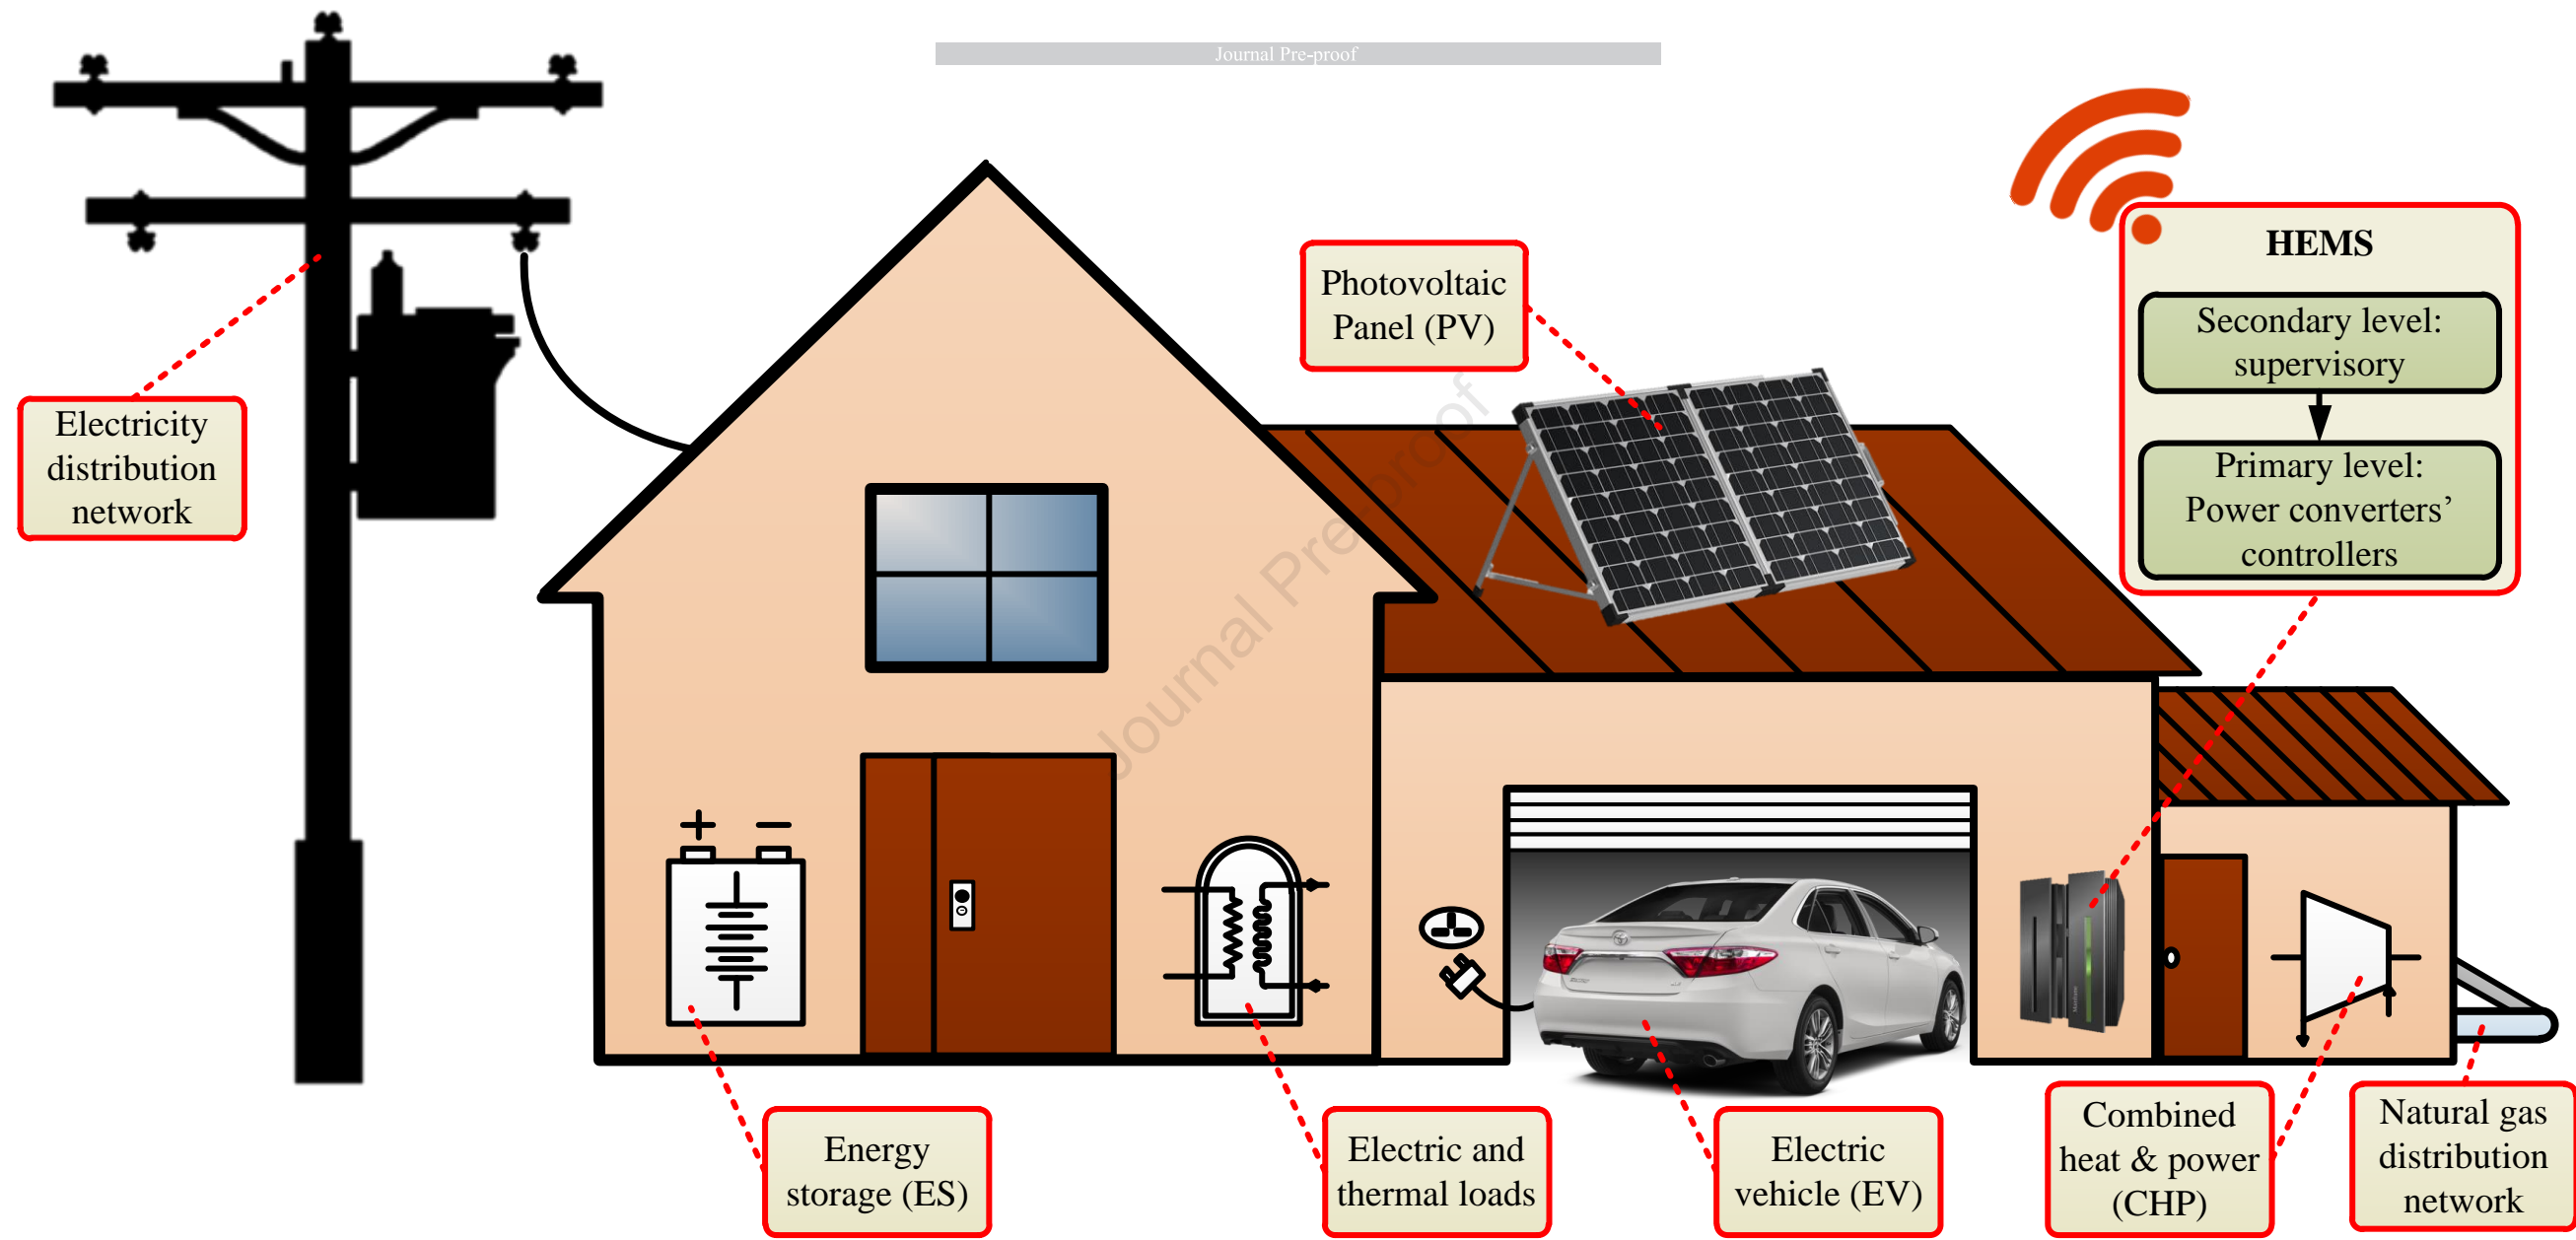 Journal Pre-proof
HEMS
Secondary level:
supervisory
Primary level:
Power converters’
controllers
Photovoltaic
Panel (PV)
Electricity
distribution
network
Journal Pre-proof
+ −
Energy
storage (ES)
Electric and
thermal loads
Electric
vehicle (EV)
Combined
heat & power
(CHP)
Natural gas
distribution
network